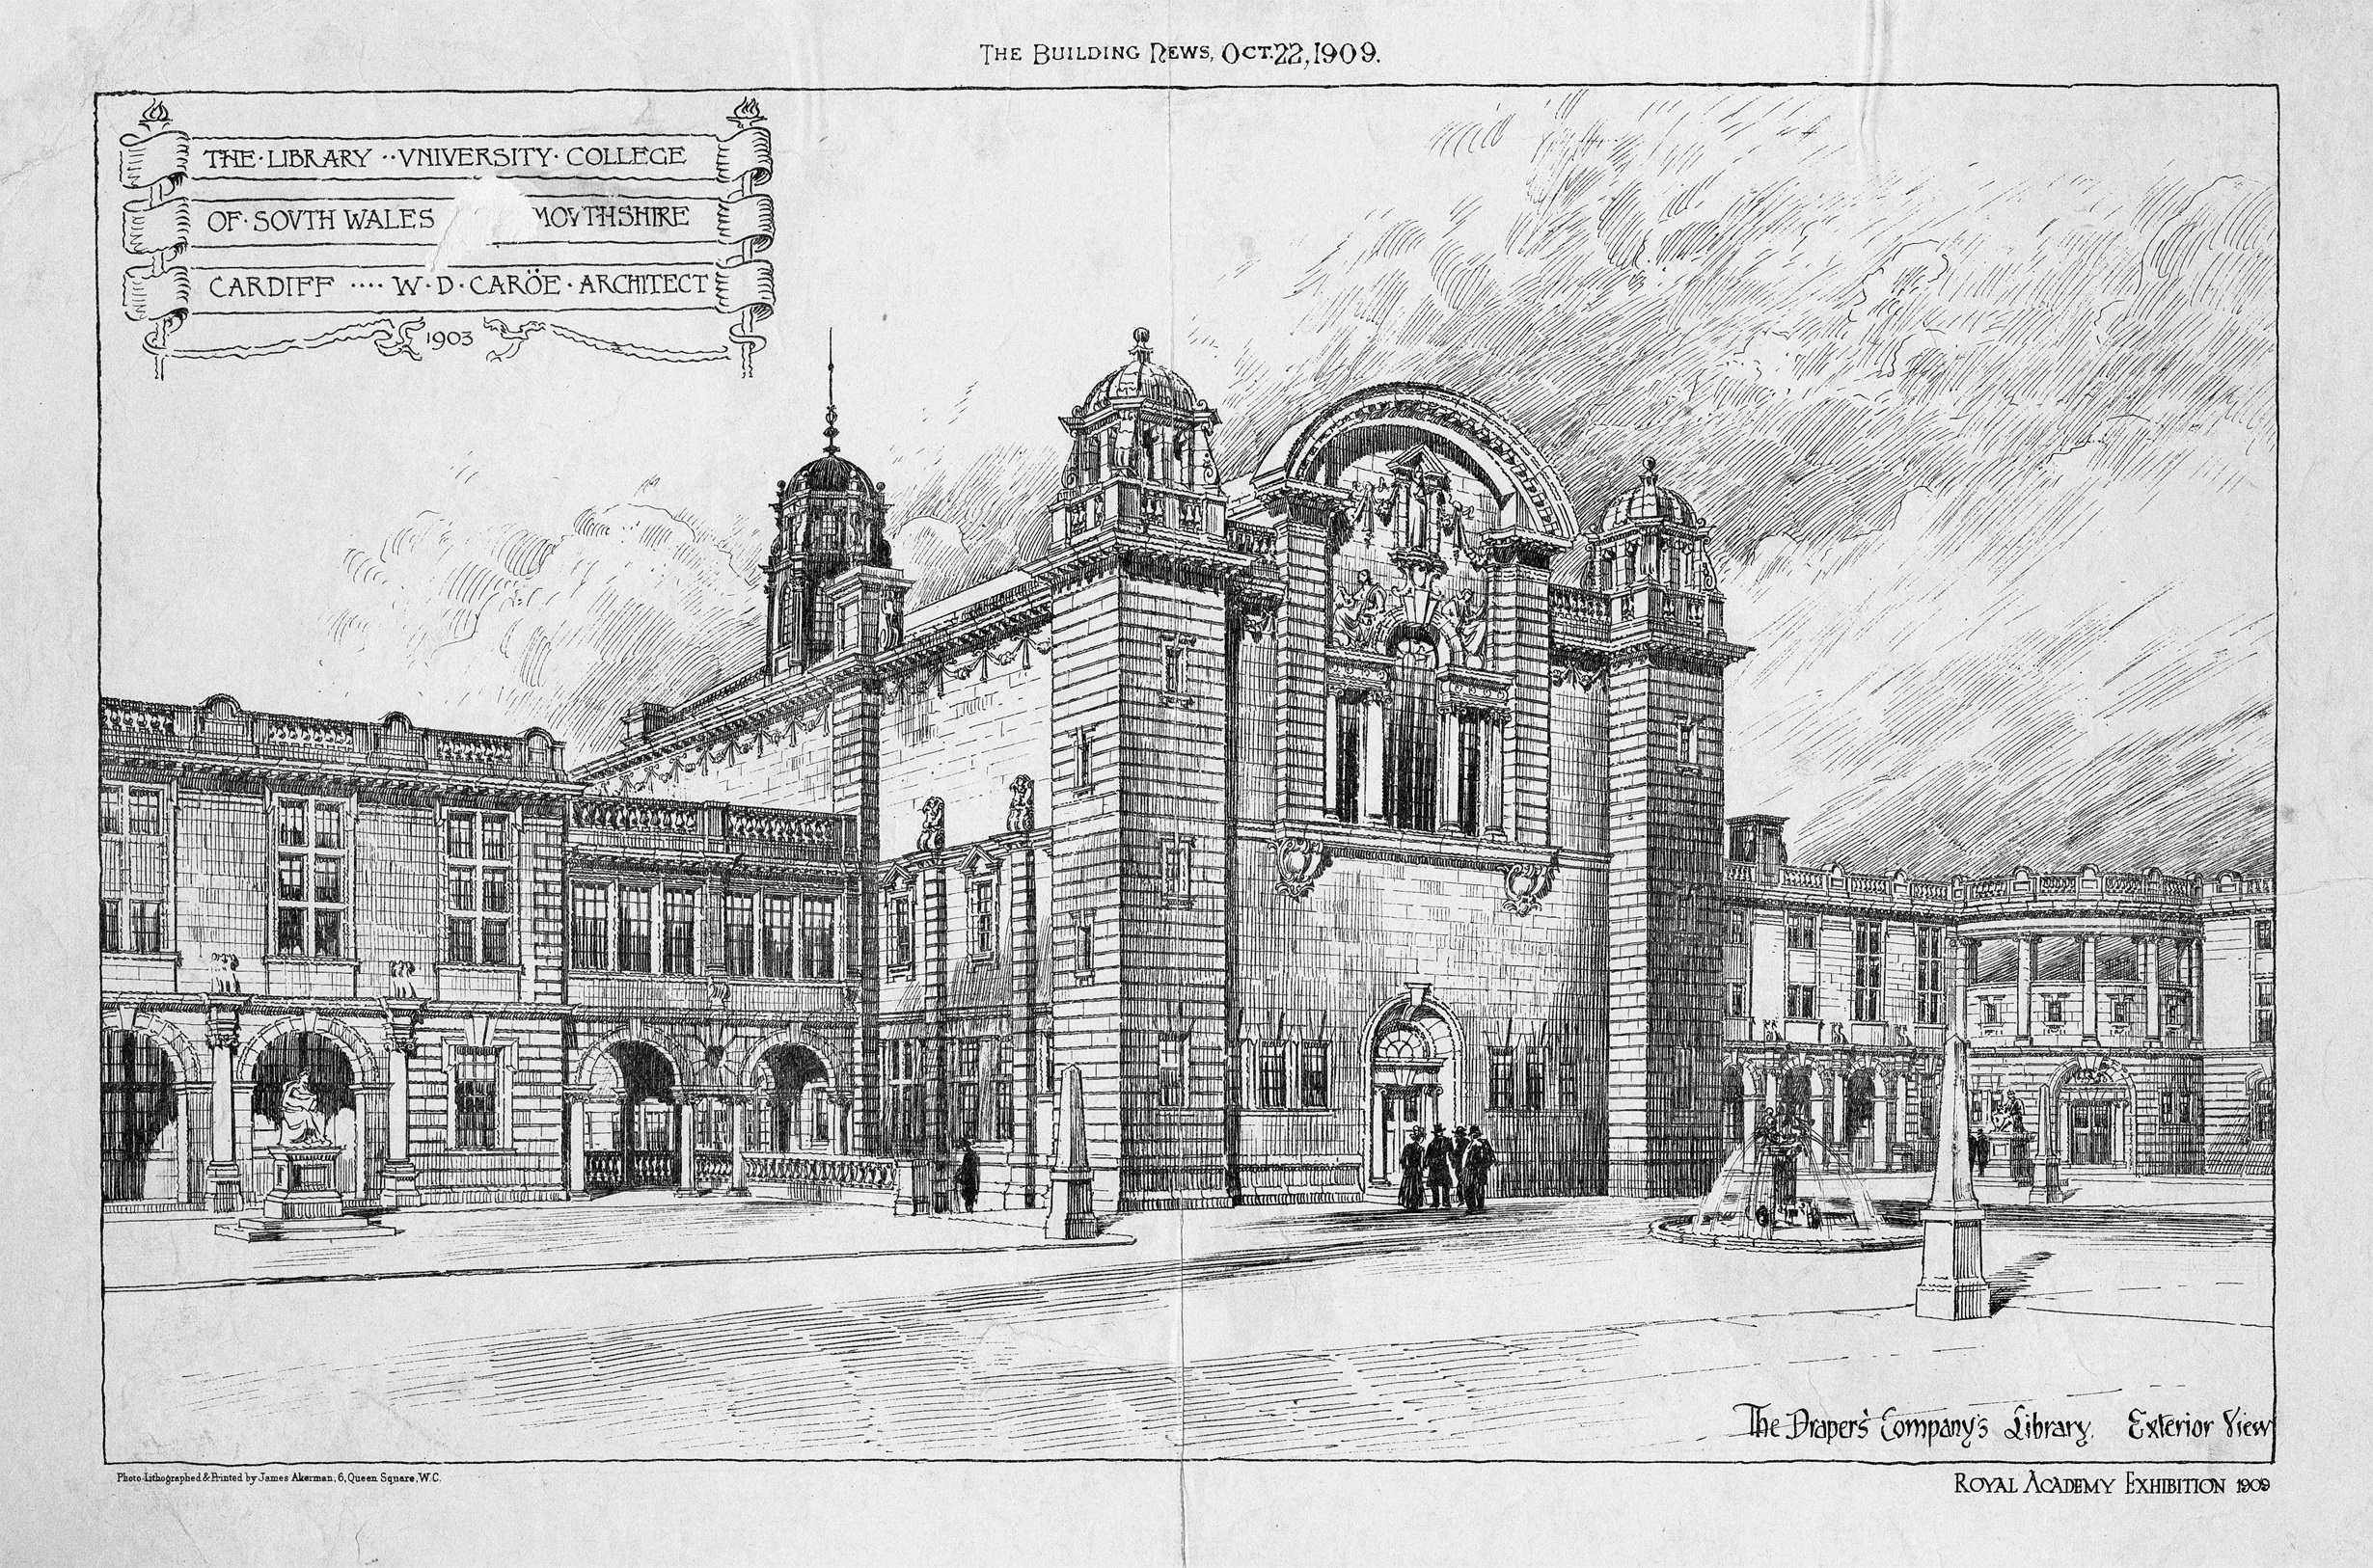 THE BUILDING NEWS, OCT. 22, 1909.
THE · LIBRARY ·· VNIVERSITY · COLLEGE
OF · SOVTH WALES MOVTHSHIRE
CARDIFF ···· W · D · CARÖE · ARCHITECT
1903
The Draper's Company's Library. Exterior View
Photo-Lithographed & Printed by James Akerman, 6, Queen Square, W.C.
ROYAL ACADEMY EXHIBITION 1909